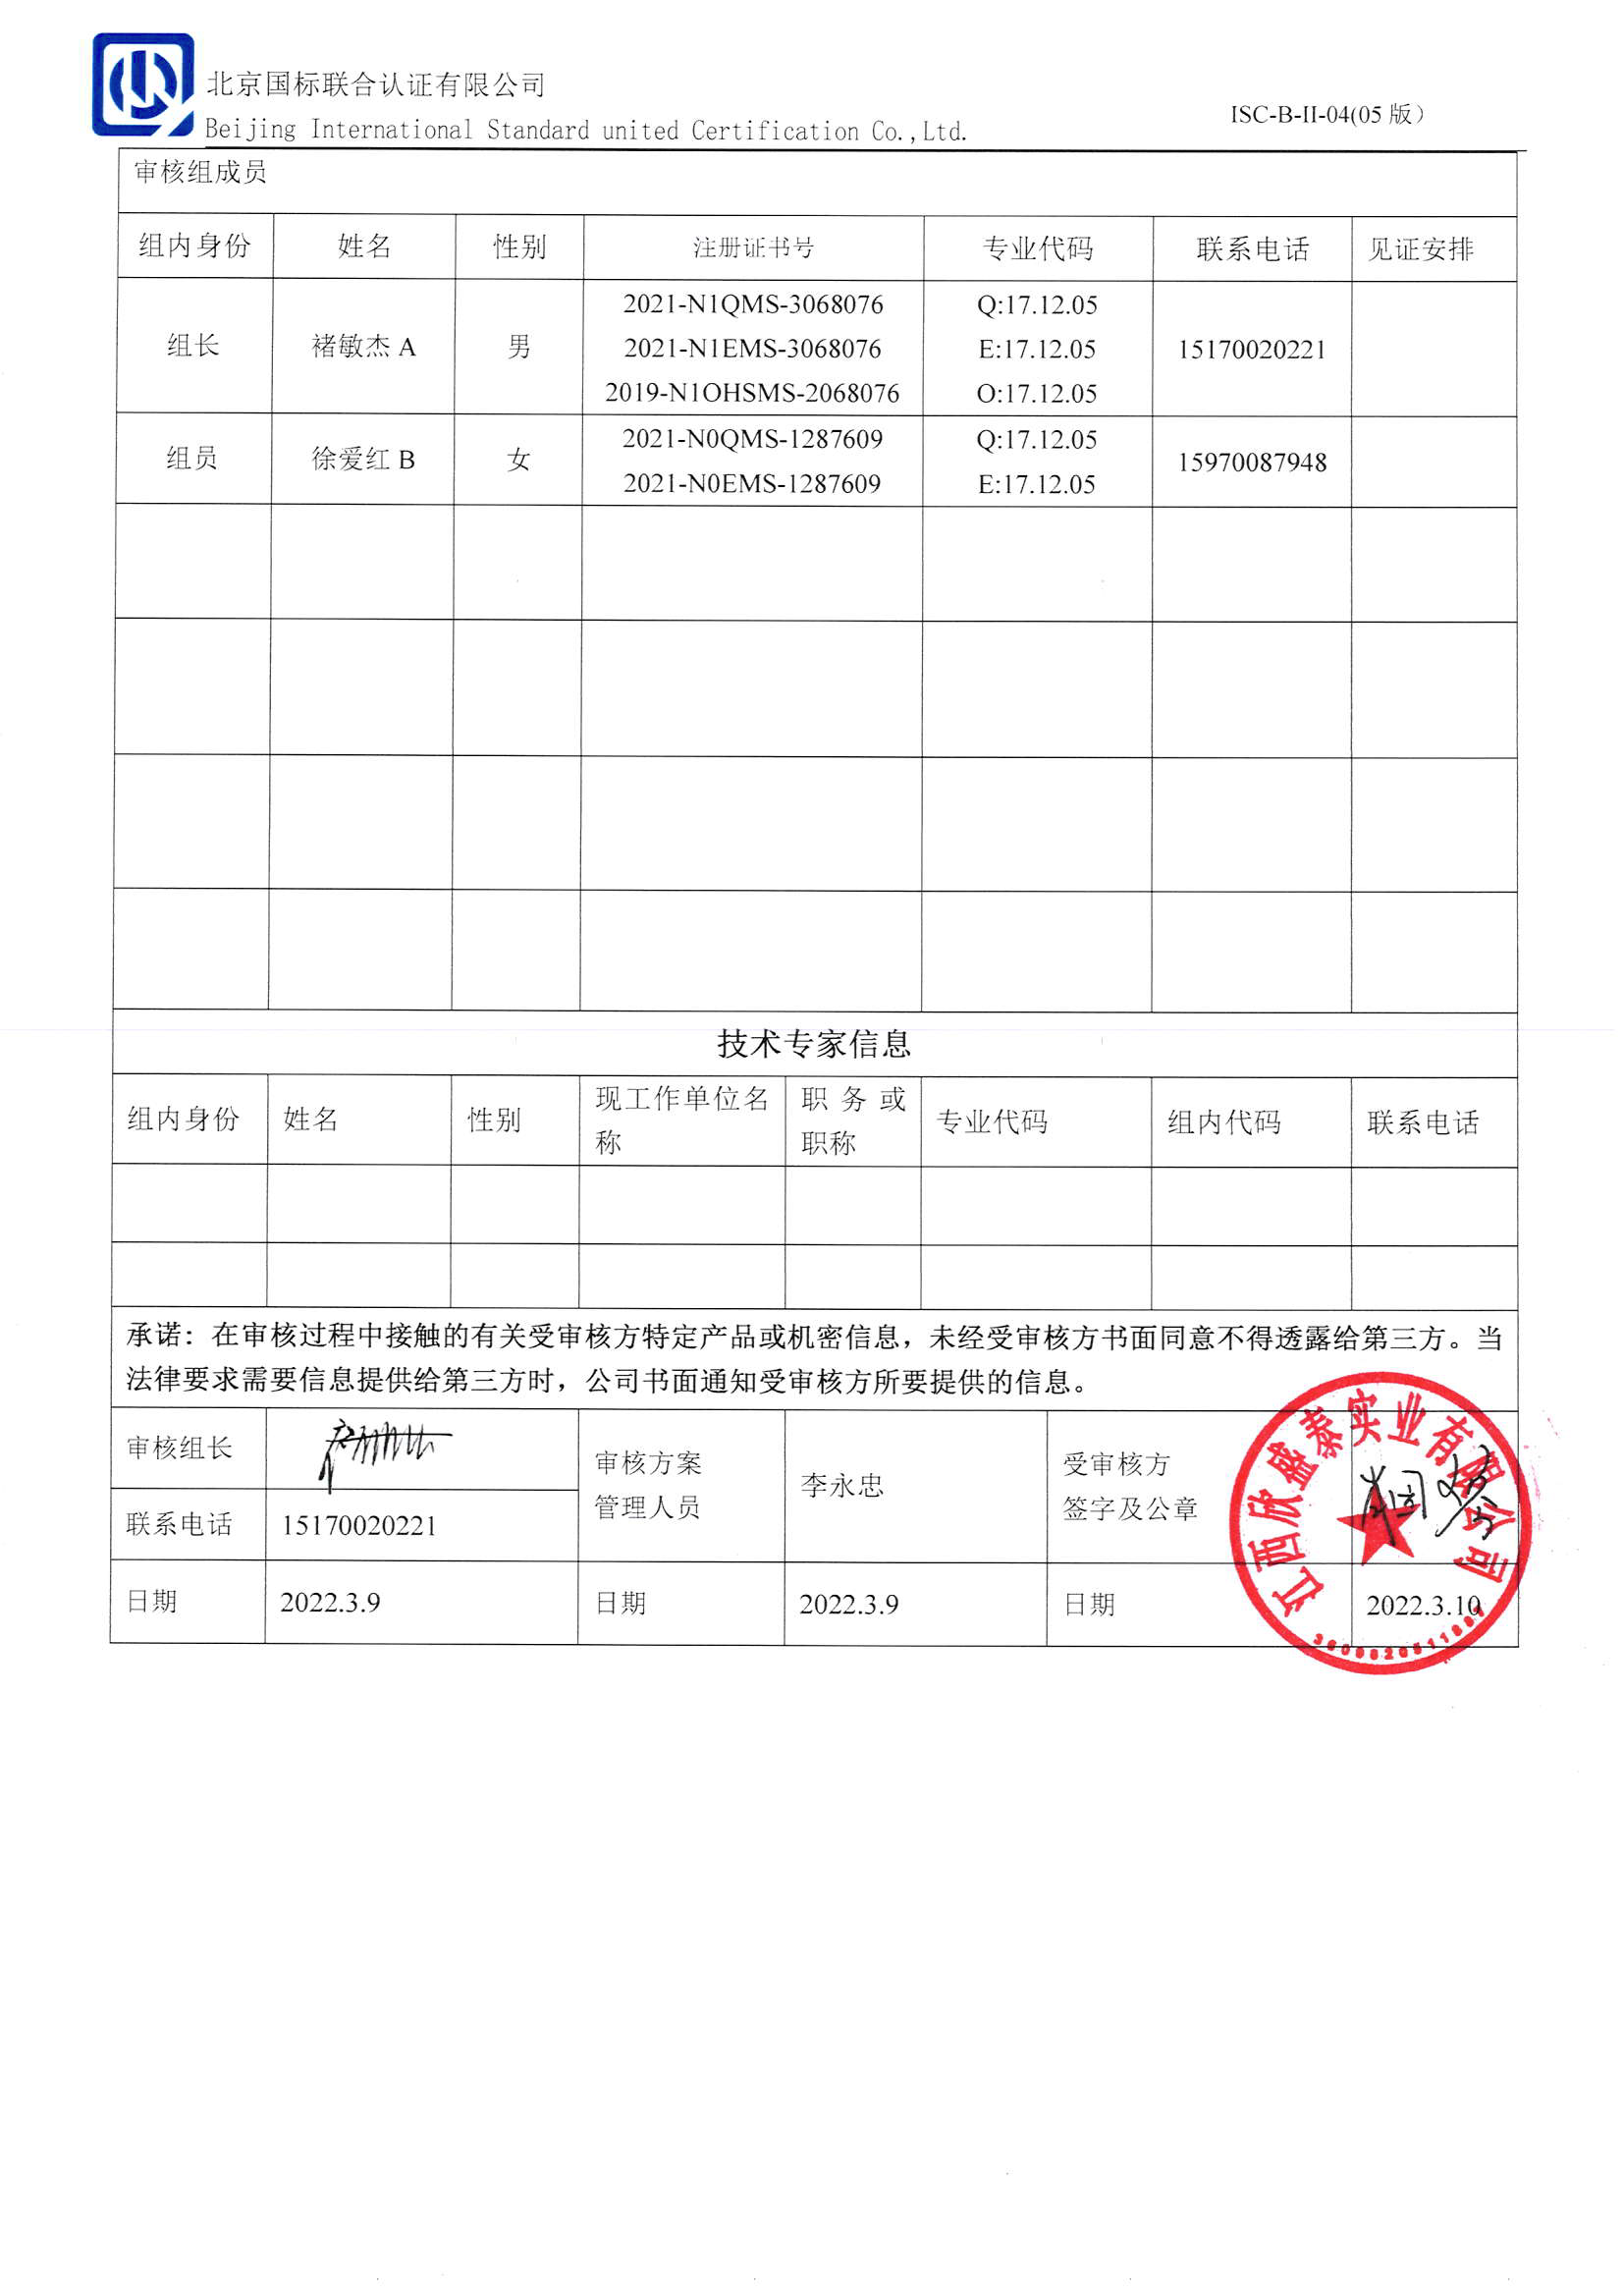 北京国标联合认证有限公司
Beijing International Standard united Certification Co.,Ltd.
ISC-B-II-04(05 版）
审核组成员
组内身份 姓名 性别 注册证书号 专业代码 联系电话 见证安排
组长 褚敏杰 A 男 2021-N1QMS-3068076 Q:17.12.05 15170020221
2021-N1EMS-3068076 E:17.12.05
2019-N1OHSMS-2068076 O:17.12.05
组员 徐爱红 B 女 2021-N0QMS-1287609 Q:17.12.05 15970087948
2021-N0EMS-1287609 E:17.12.05
技术专家信息
组内身份 姓名 性别 现工作单位名称 职务或职称 专业代码 组内代码 联系电话
承诺：在审核过程中接触的有关受审核方特定产品或机密信息，未经受审核方书面同意不得透露给第三方。当
法律要求需要信息提供给第三方时，公司书面通知受审核方所要提供的信息。
审核组长
审核方案管理人员 李永忠
受审核方
签字及公章
江西欣盛泰实业有限公司
联系电话 15170020221
日期 2022.3.9 日期 2022.3.9 日期 2022.3.10